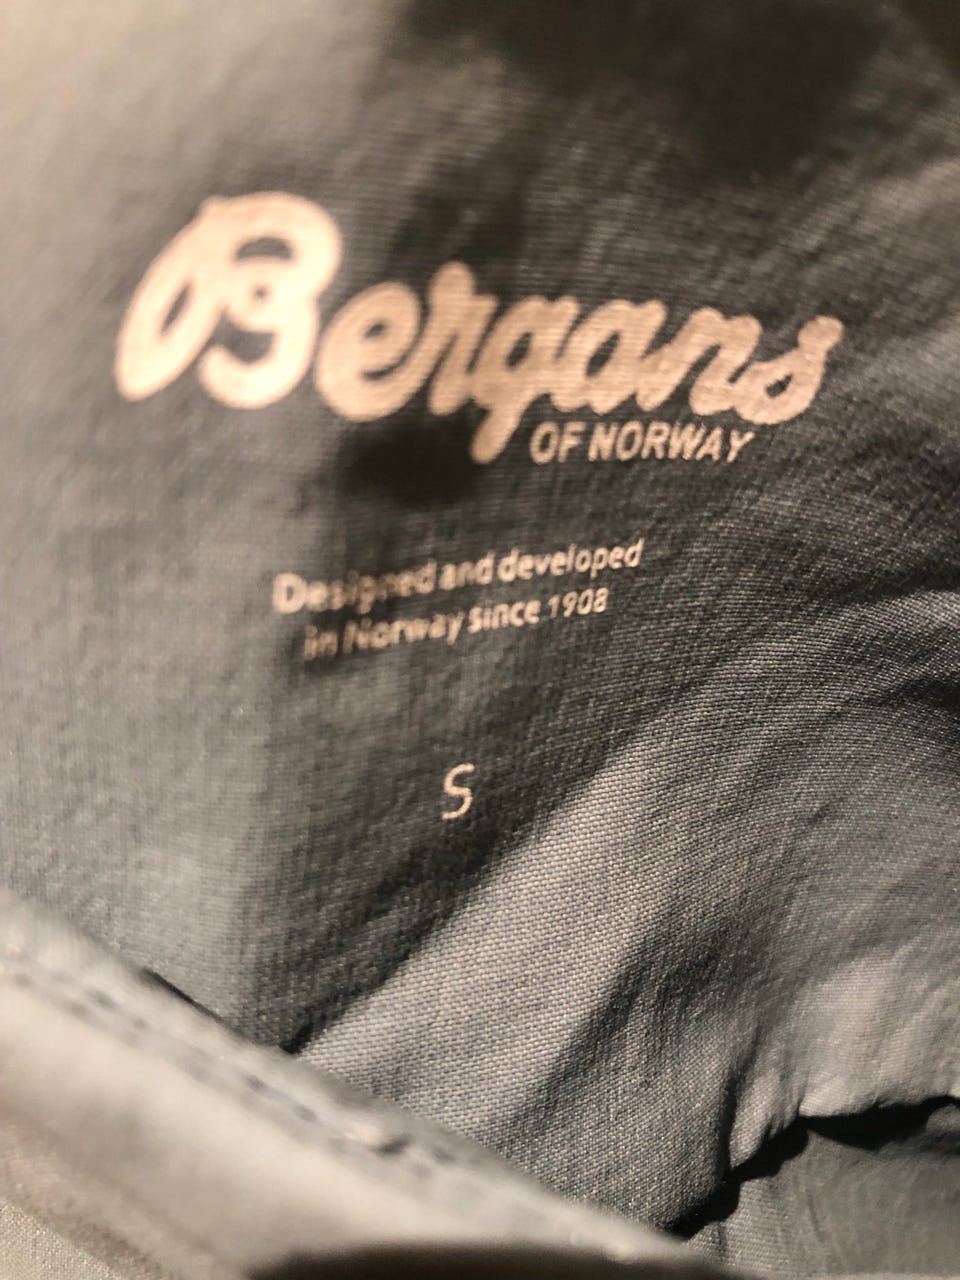 Bergans
OF NORWAY
Designed and developed
in Norway since 1908
S